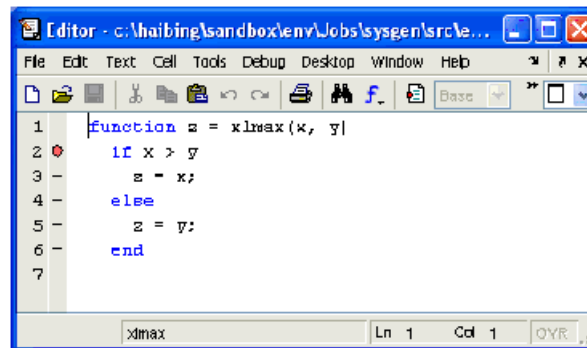 Editor - c:\haibing\sandbox\env\Jobs\sysgen\src\e...
File Edit Text Cell Tools Debug Desktop Window Help
Base
1 function z = xlmax(x, y)
2 if x > y
3 - z = x;
4 - else
5 - z = y;
6 - end
7
xlmax Ln 1 Col 1 OVR